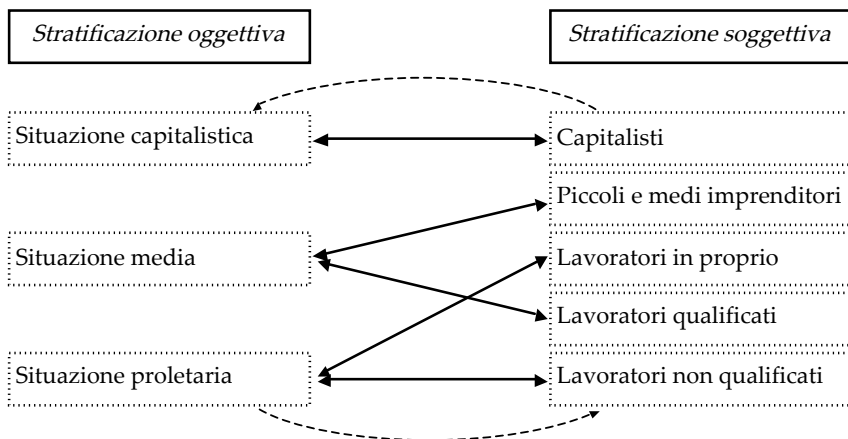 Stratificazione oggettiva
Stratificazione soggettiva
Situazione capitalistica
Capitalisti
Piccoli e medi imprenditori
Situazione media
Lavoratori in proprio
Lavoratori qualificati
Situazione proletaria
Lavoratori non qualificati